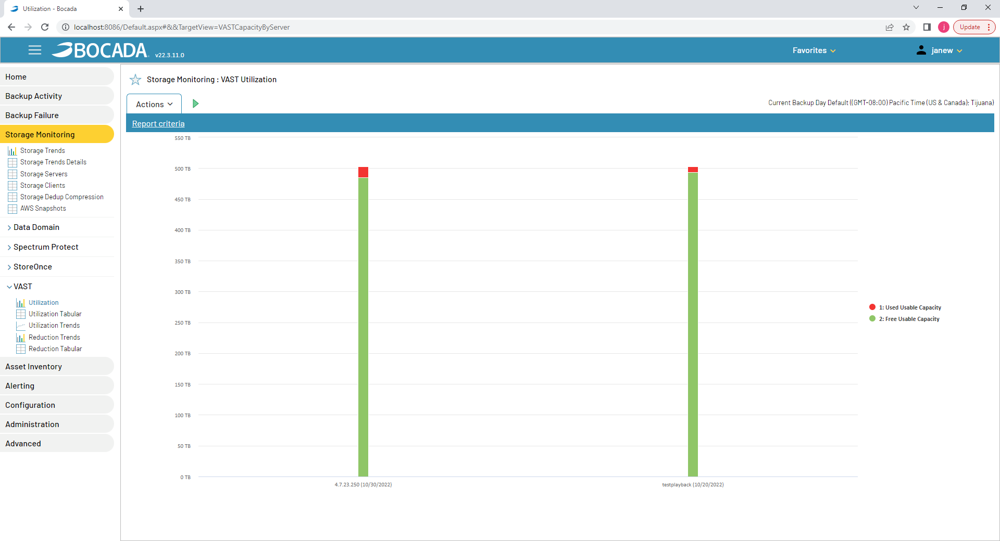 Utilization - Bocada
localhost:8086/Default.aspx#&&TargetView=VASTCapacityByServer
j
Update
BOCADA v22.3.11.0
Favorites
janew
Home
Backup Activity
Backup Failure
Storage Monitoring
Storage Trends
Storage Trends Details
Storage Servers
Storage Clients
Storage Dedup Compression
AWS Snapshots
Data Domain
Spectrum Protect
StoreOnce
VAST
Utilization
Utilization Tabular
Utilization Trends
Reduction Trends
Reduction Tabular
Asset Inventory
Alerting
Configuration
Administration
Advanced
Storage Monitoring : VAST Utilization
Actions
Current Backup Day Default ((GMT-08:00) Pacific Time (US & Canada); Tijuana)
Report criteria
550 TB
500 TB
450 TB
400 TB
350 TB
300 TB
250 TB
200 TB
150 TB
100 TB
50 TB
0 TB
4.7.23.250 (10/30/2022)
testplayback (10/20/2022)
1: Used Usable Capacity
2: Free Usable Capacity